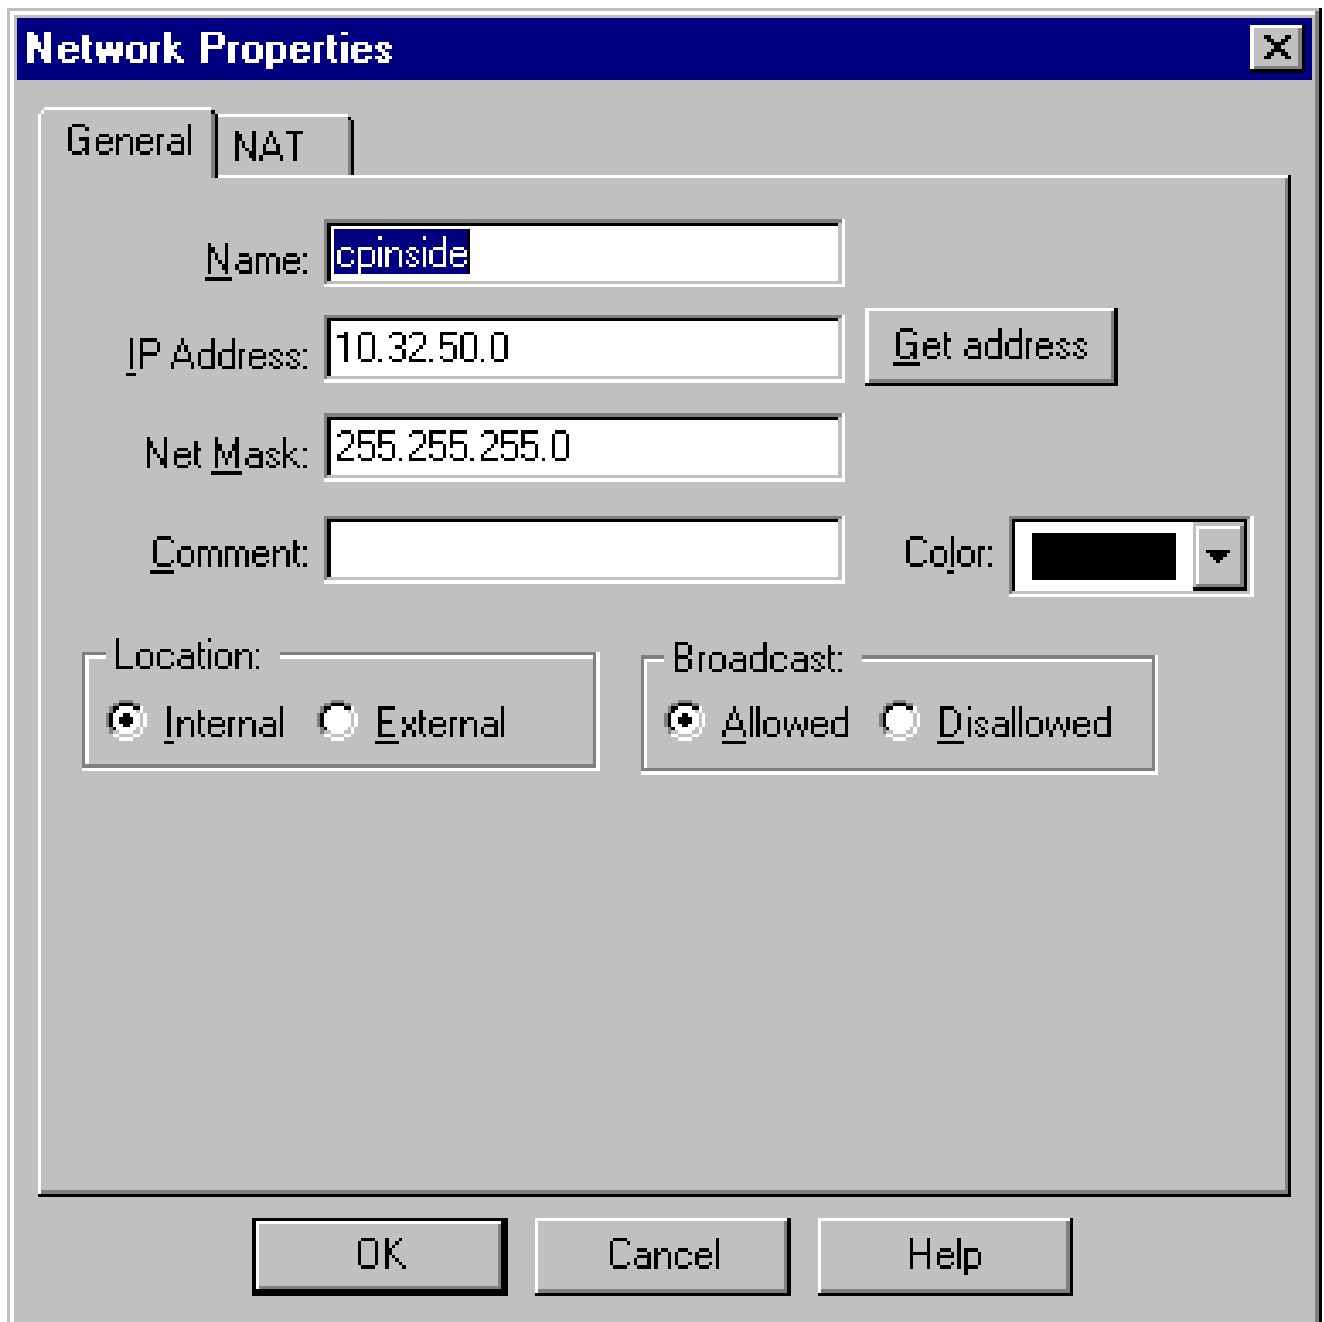 Network Properties
General NAT
Name: cpinside
IP Address: 10.32.50.0 Get address
Net Mask: 255.255.255.0
Comment: Color:
Location: Broadcast:
Internal External Allowed Disallowed
OK Cancel Help